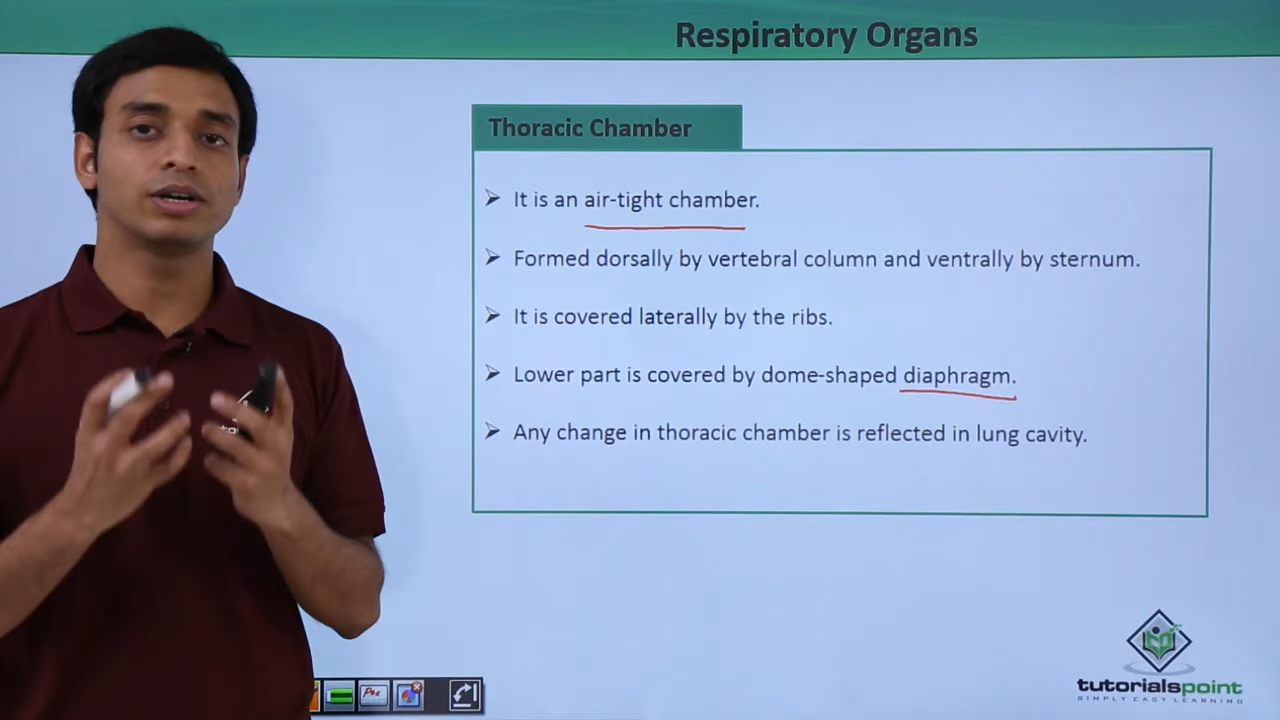 Respiratory Organs
Thoracic Chamber
It is an air-tight chamber.
Formed dorsally by vertebral column and ventrally by sternum.
It is covered laterally by the ribs.
Lower part is covered by dome-shaped diaphragm.
Any change in thoracic chamber is reflected in lung cavity.
tutorialspoint
SIMPLY EASY LEARNING